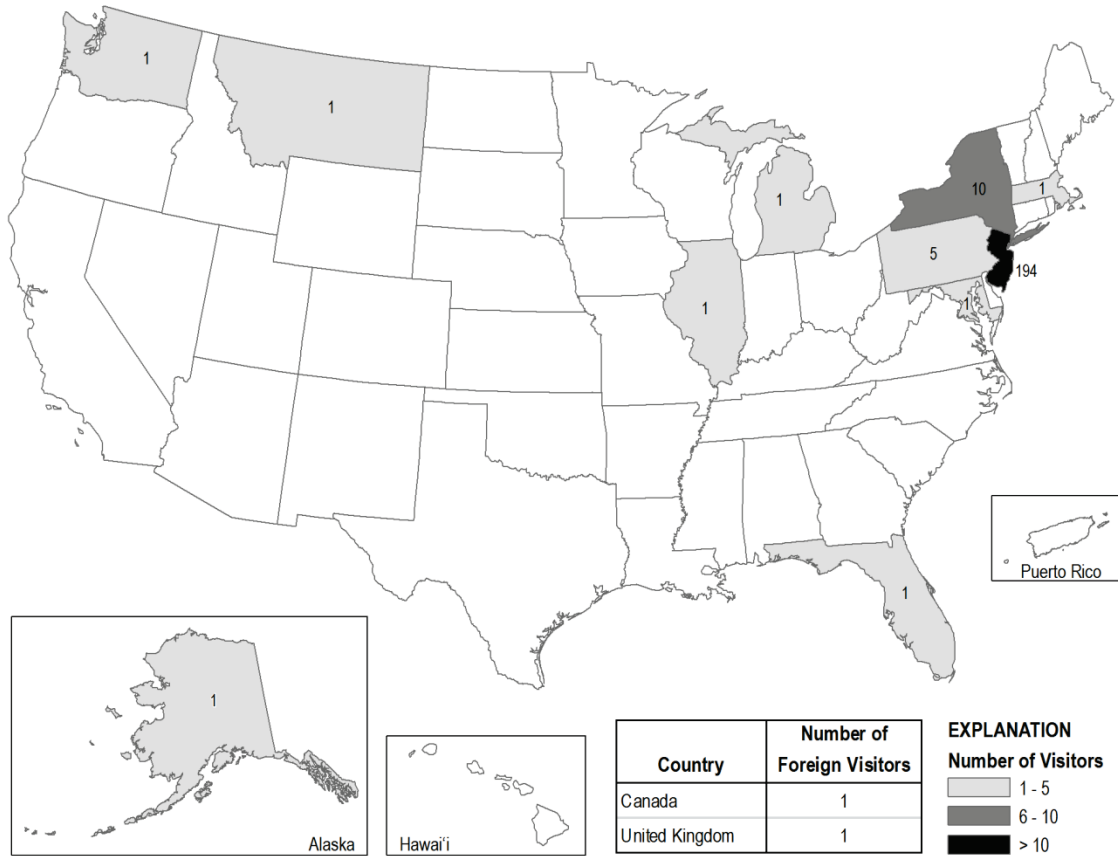 1
1
1
10
1
5
194
1
1
1
Puerto Rico
1
Alaska
Hawai‘i
Country
Number of
Foreign Visitors
Canada
1
United Kingdom
1
EXPLANATION
Number of Visitors
1 - 5
6 - 10
> 10